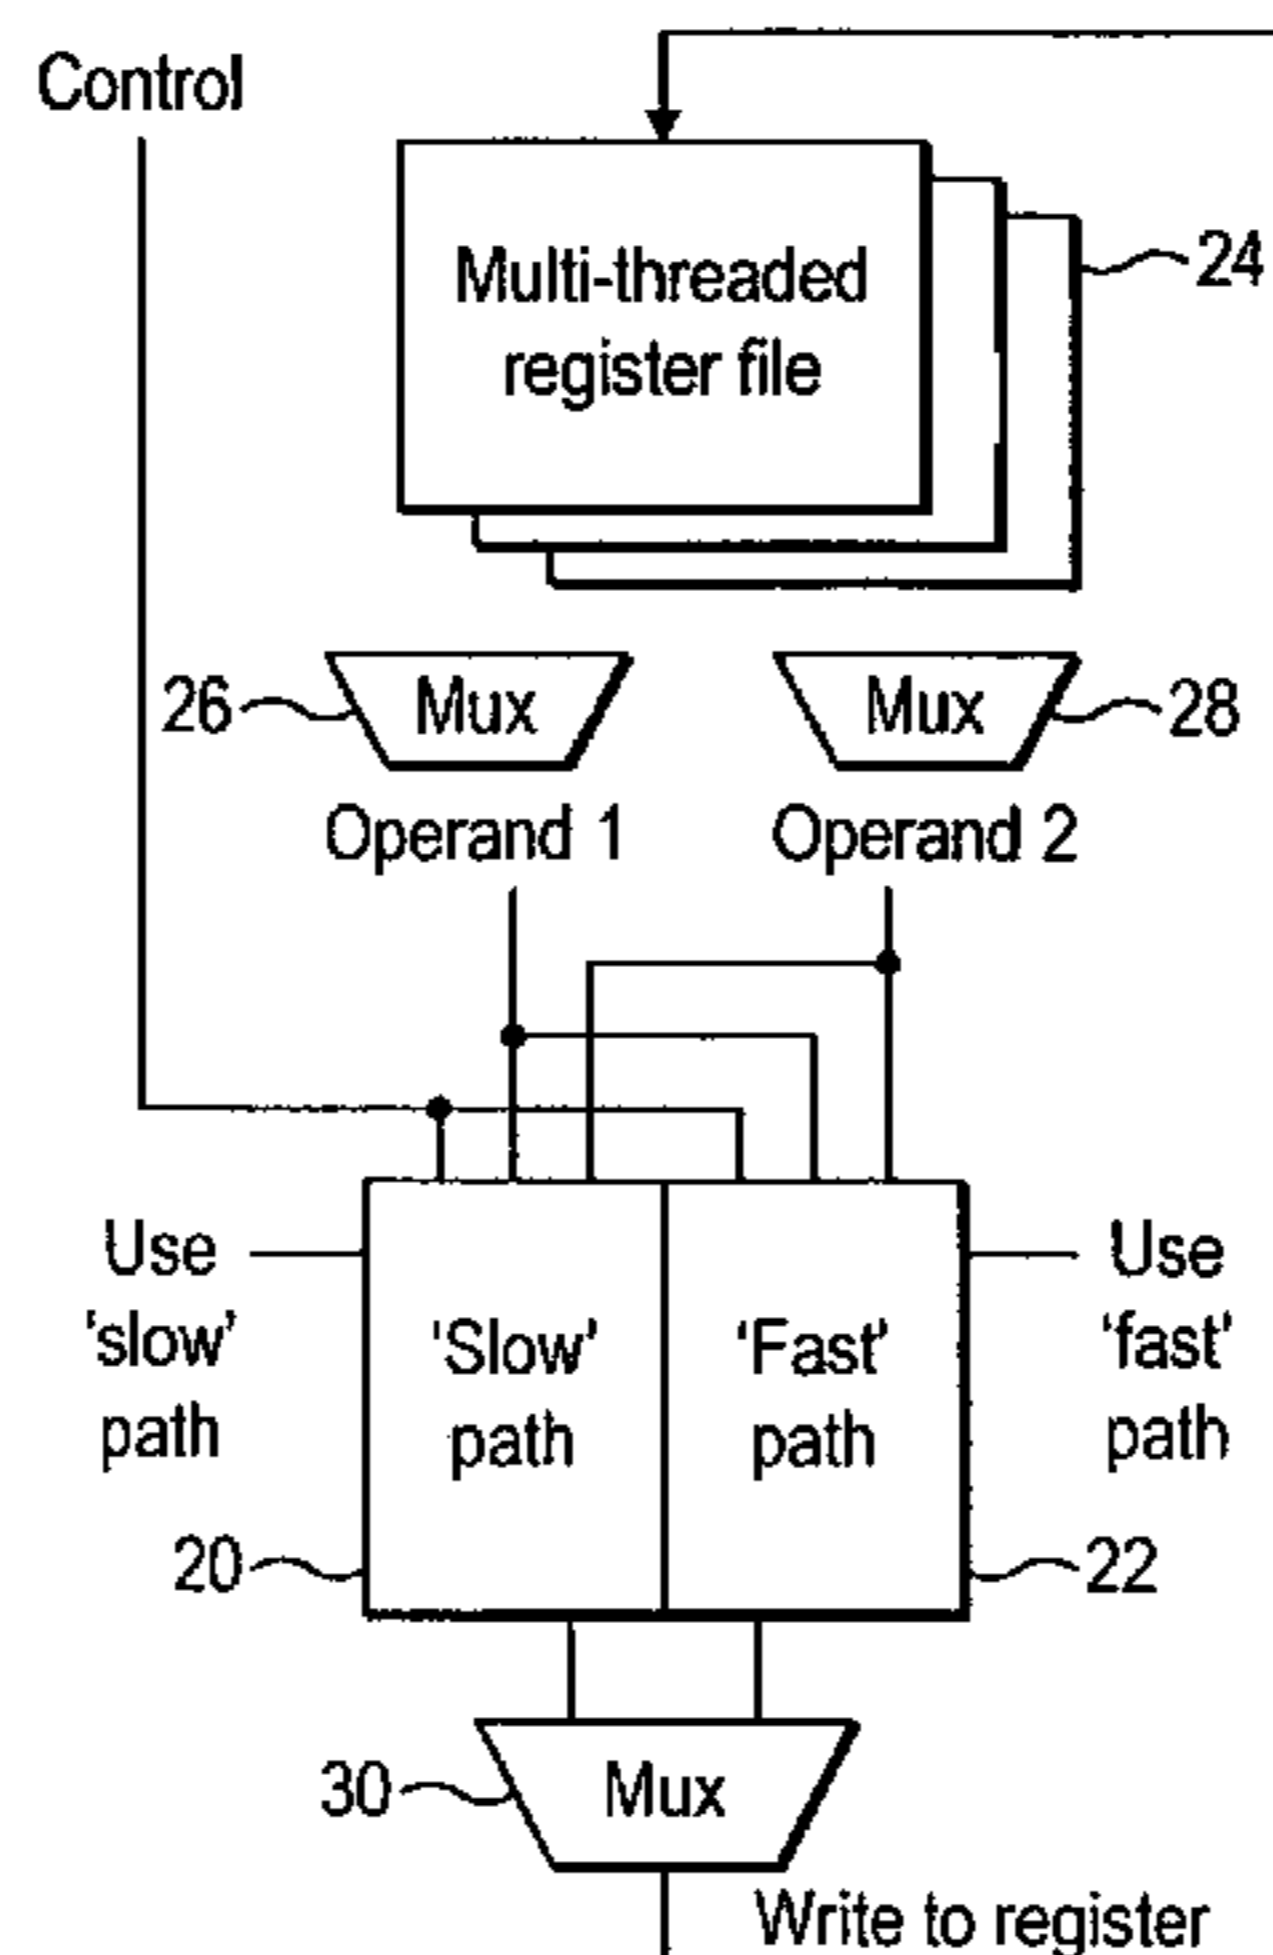 Control
Multi-threaded
register file
24
26
Mux
Mux
28
Operand 1
Operand 2
Use
'slow'
path
'Slow'
path
'Fast'
path
Use
'fast'
path
20
22
30
Mux
Write to register